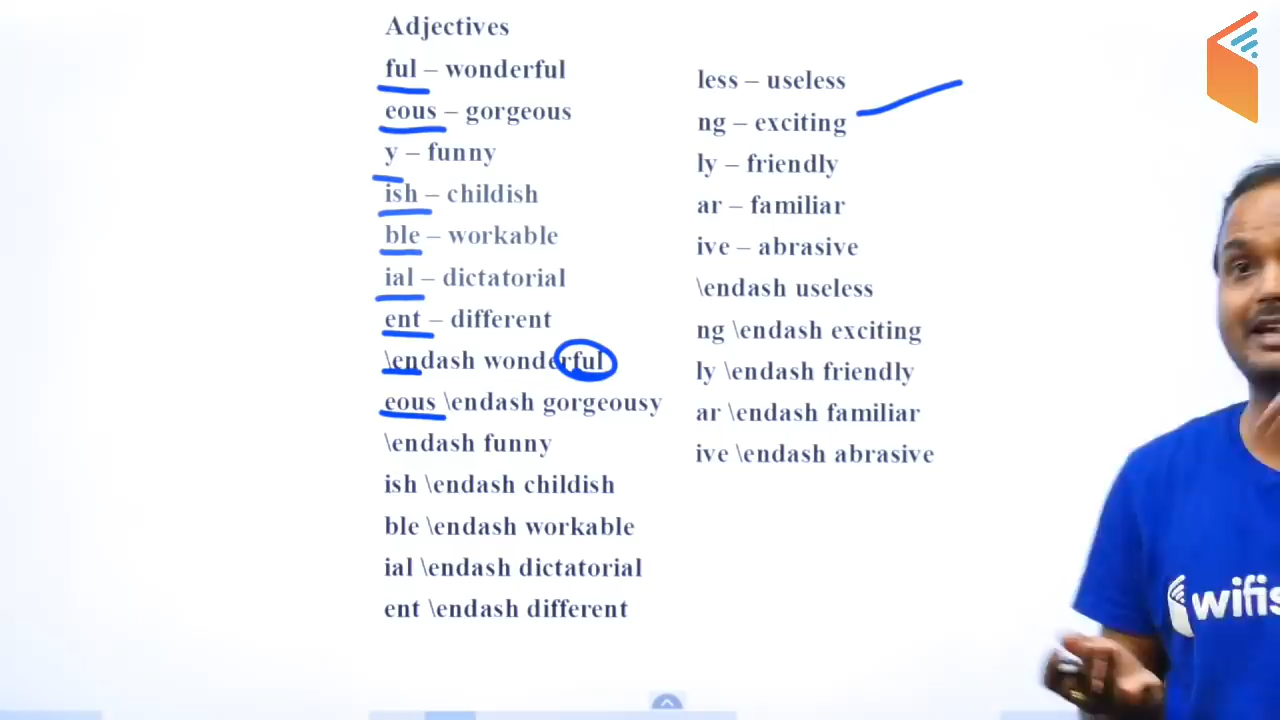 Adjectives
ful – wonderful
eous – gorgeous
y – funny
ish – childish
ble – workable
ial – dictatorial
ent – different
\endash wonderful
eous \endash gorgeousy
\endash funny
ish \endash childish
ble \endash workable
ial \endash dictatorial
ent \endash different
less – useless
ng – exciting
ly – friendly
ar – familiar
ive – abrasive
\endash useless
ng \endash exciting
ly \endash friendly
ar \endash familiar
ive \endash abrasive
wifis